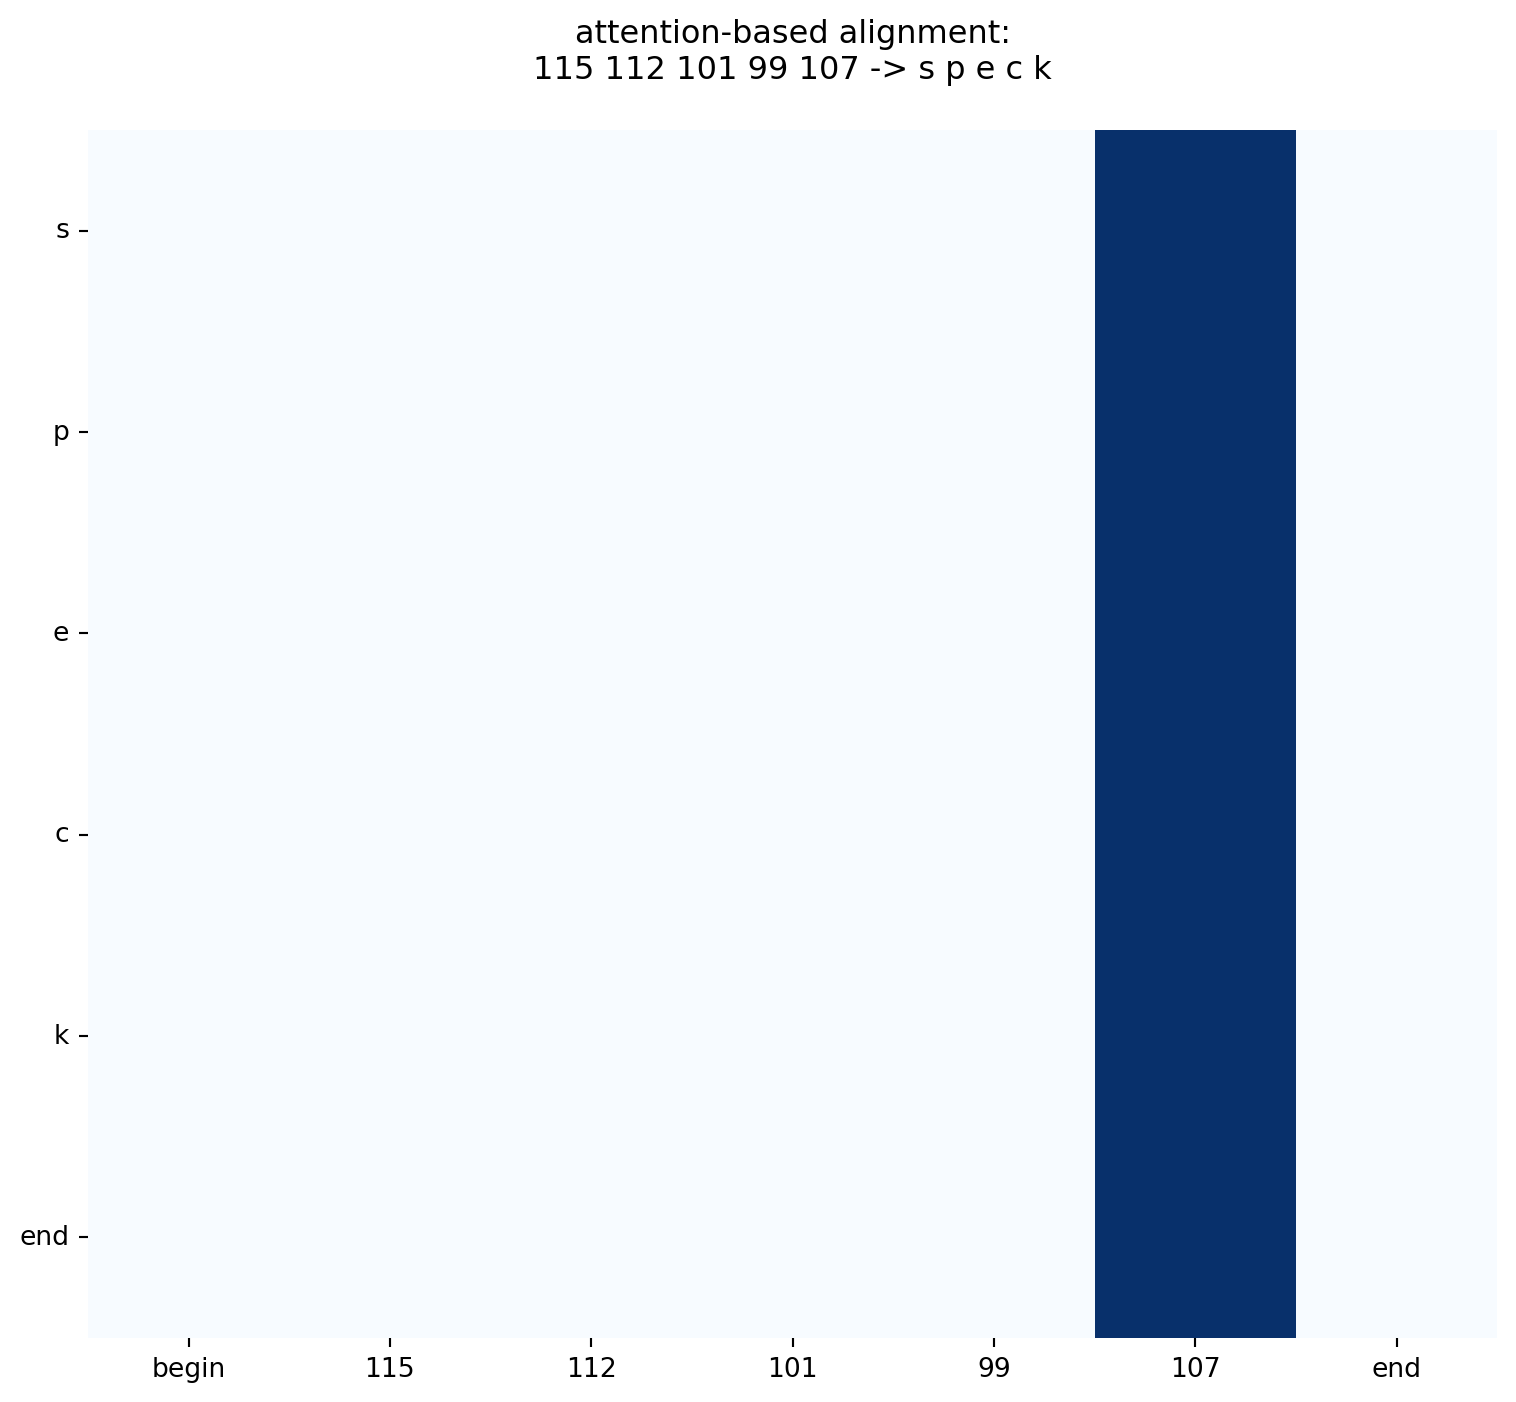 attention-based alignment:
115 112 101 99 107 -> s p e c k
s
p
e
c
k
end
begin 115 112 101 99 107 end